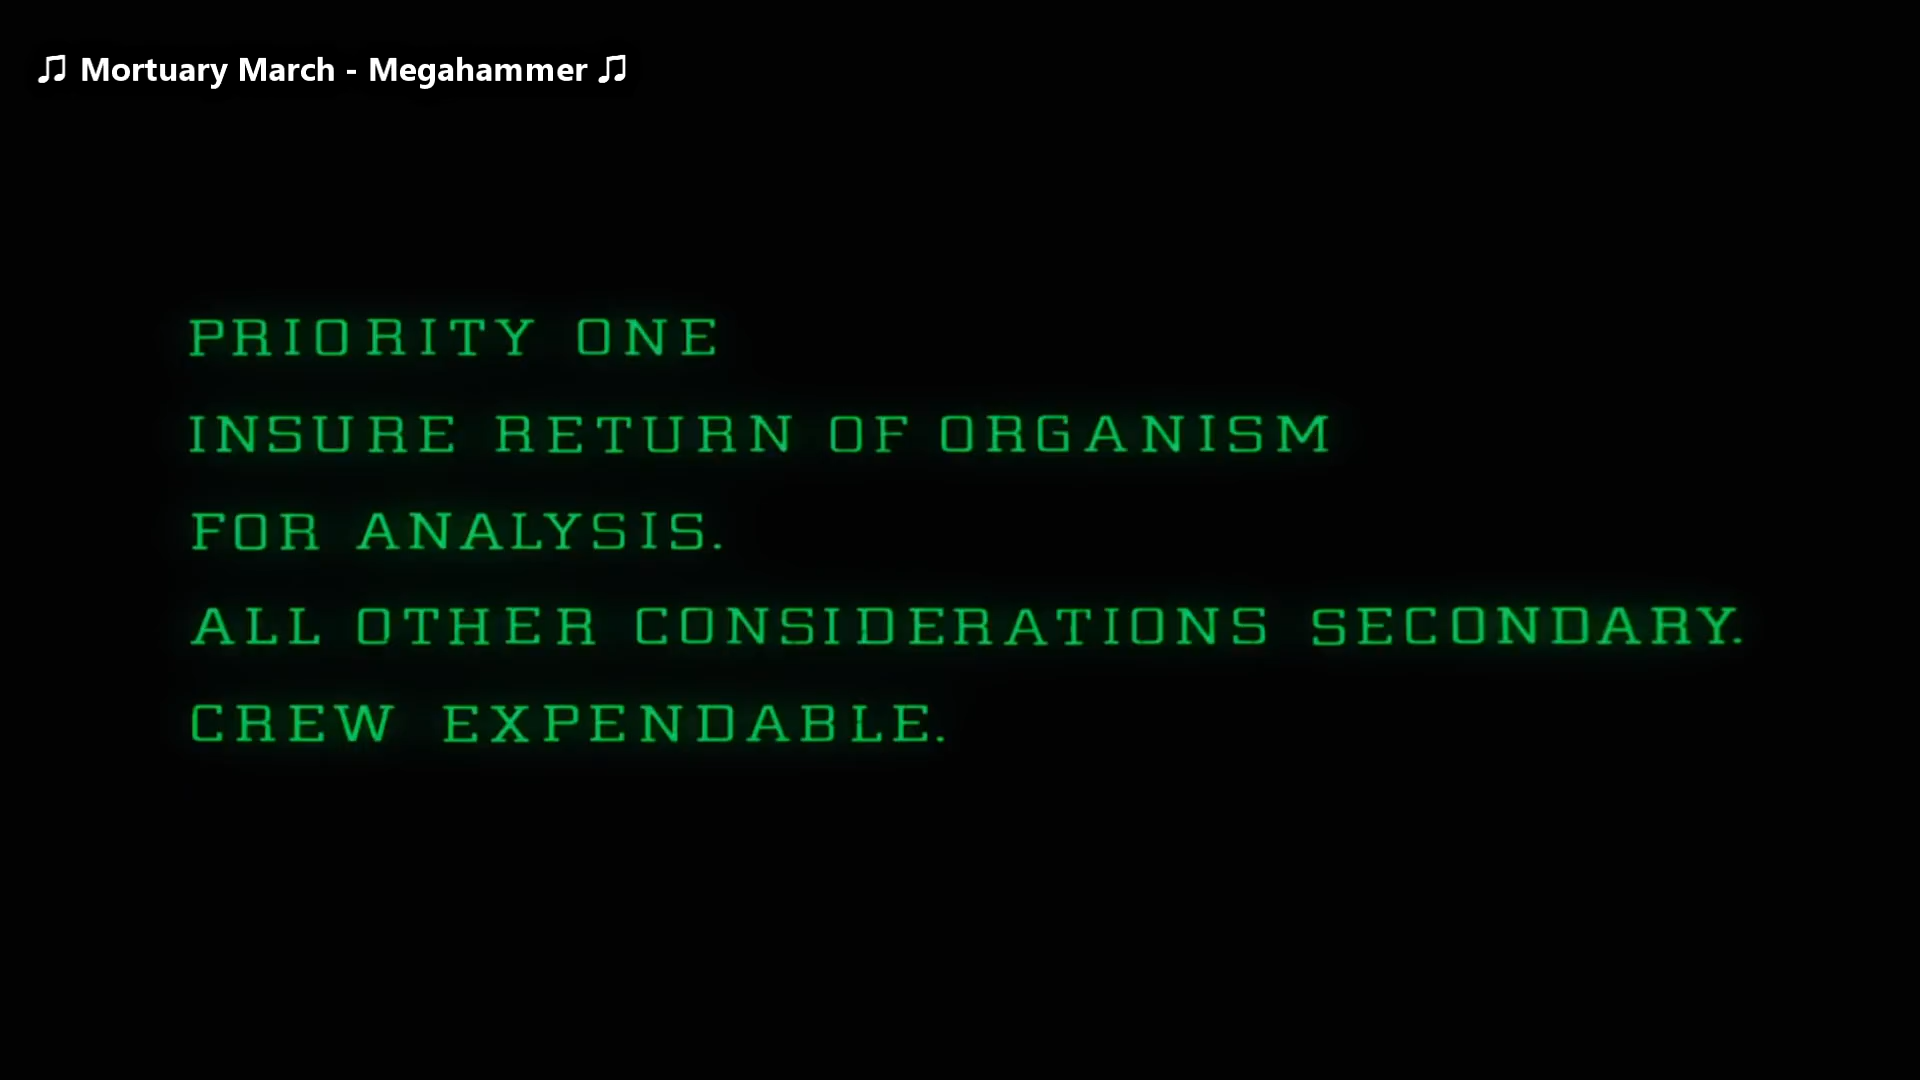 ♫ Mortuary March - Megahammer ♫
PRIORITY ONE
INSURE RETURN OF ORGANISM
FOR ANALYSIS.
ALL OTHER CONSIDERATIONS SECONDARY.
CREW EXPENDABLE.